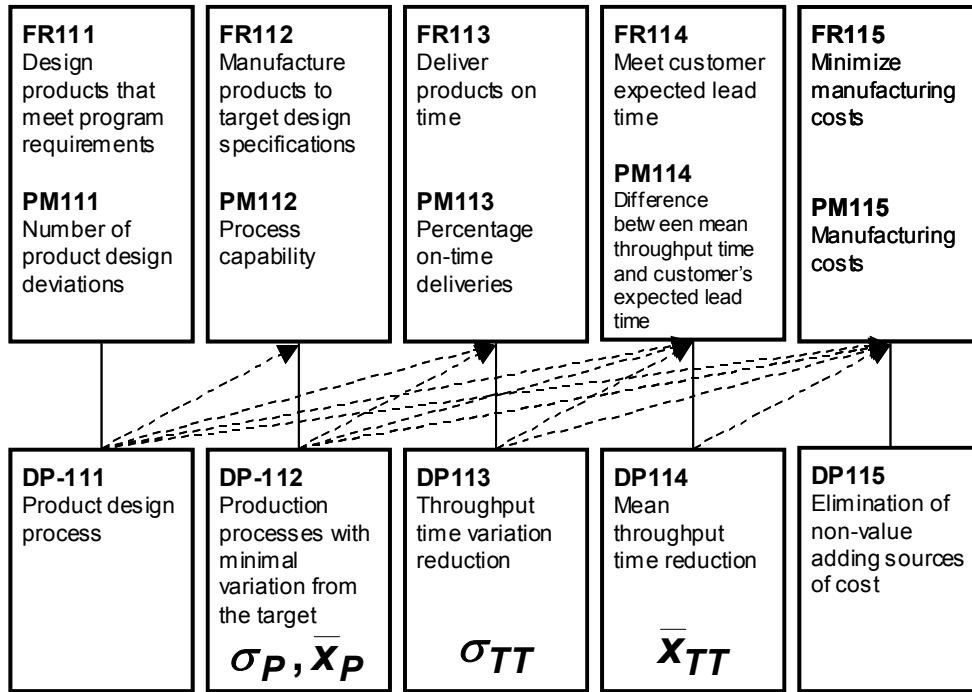 FR111
Design
products that
meet program
requirements
PM111
Number of
product design
deviations
FR112
Manufacture
products to
target design
specifications
PM112
Process
capability
FR113
Deliver
products on
time
PM113
Percentage
on-time
deliveries
FR114
Meet customer
expected lead
time
PM114
Difference
between mean
throughput time
and customer's
expected lead
time
FR115
Minimize
manufacturing
costs
PM115
Manufacturing
costs
DP-111
Product design
process
DP-112
Production
processes with
minimal
variation from
the target
σP, x̄P
DP113
Throughput
time variation
reduction
σTT
DP114
Mean
throughput
time reduction
x̄TT
DP115
Elimination of
non-value
adding sources
of cost